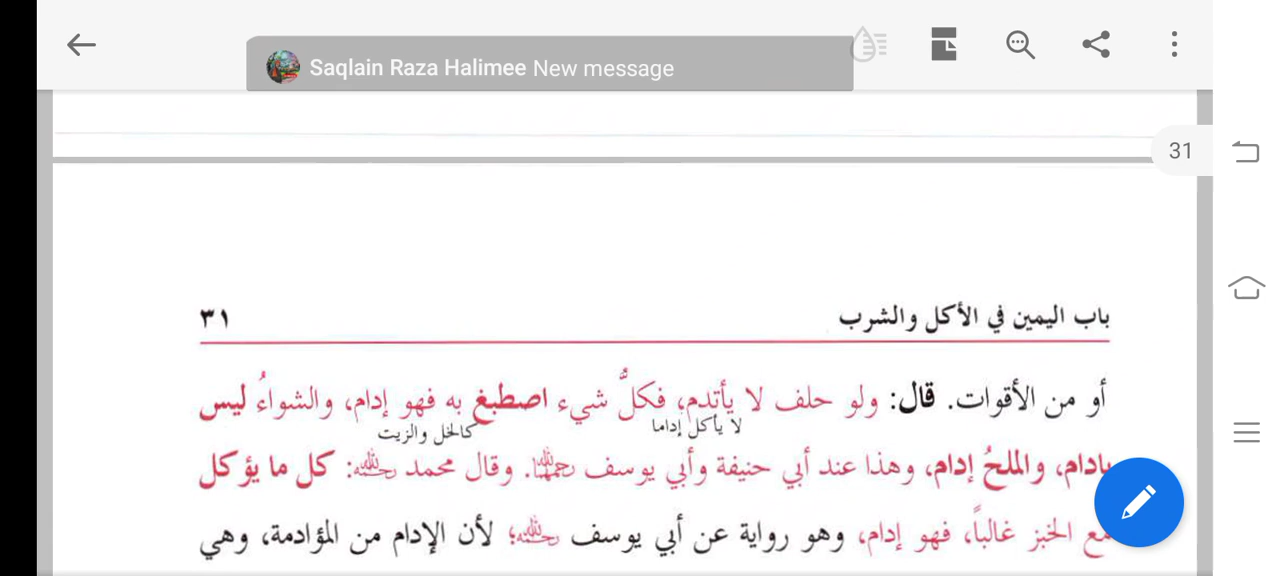 Saqlain Raza Halimee New message
31
باب اليمين في الأكل والشرب ٣١
أو من الأقوات. قال: ولو حلف لا يأتدم، فكلُّ شيء اصطبغ به فهو إدام، والشواءُ ليس
لا يأكل إداما كالخل والزيت
بإدام، والملحُ إدام، وهذا عند أبي حنيفة وأبي يوسف رحمهما الله. وقال محمد رحمه الله: كل ما يؤكل
مع الخبز غالباً، فهو إدام، وهو رواية عن أبي يوسف رحمه الله؛ لأن الإدام من المؤادمة، وهي